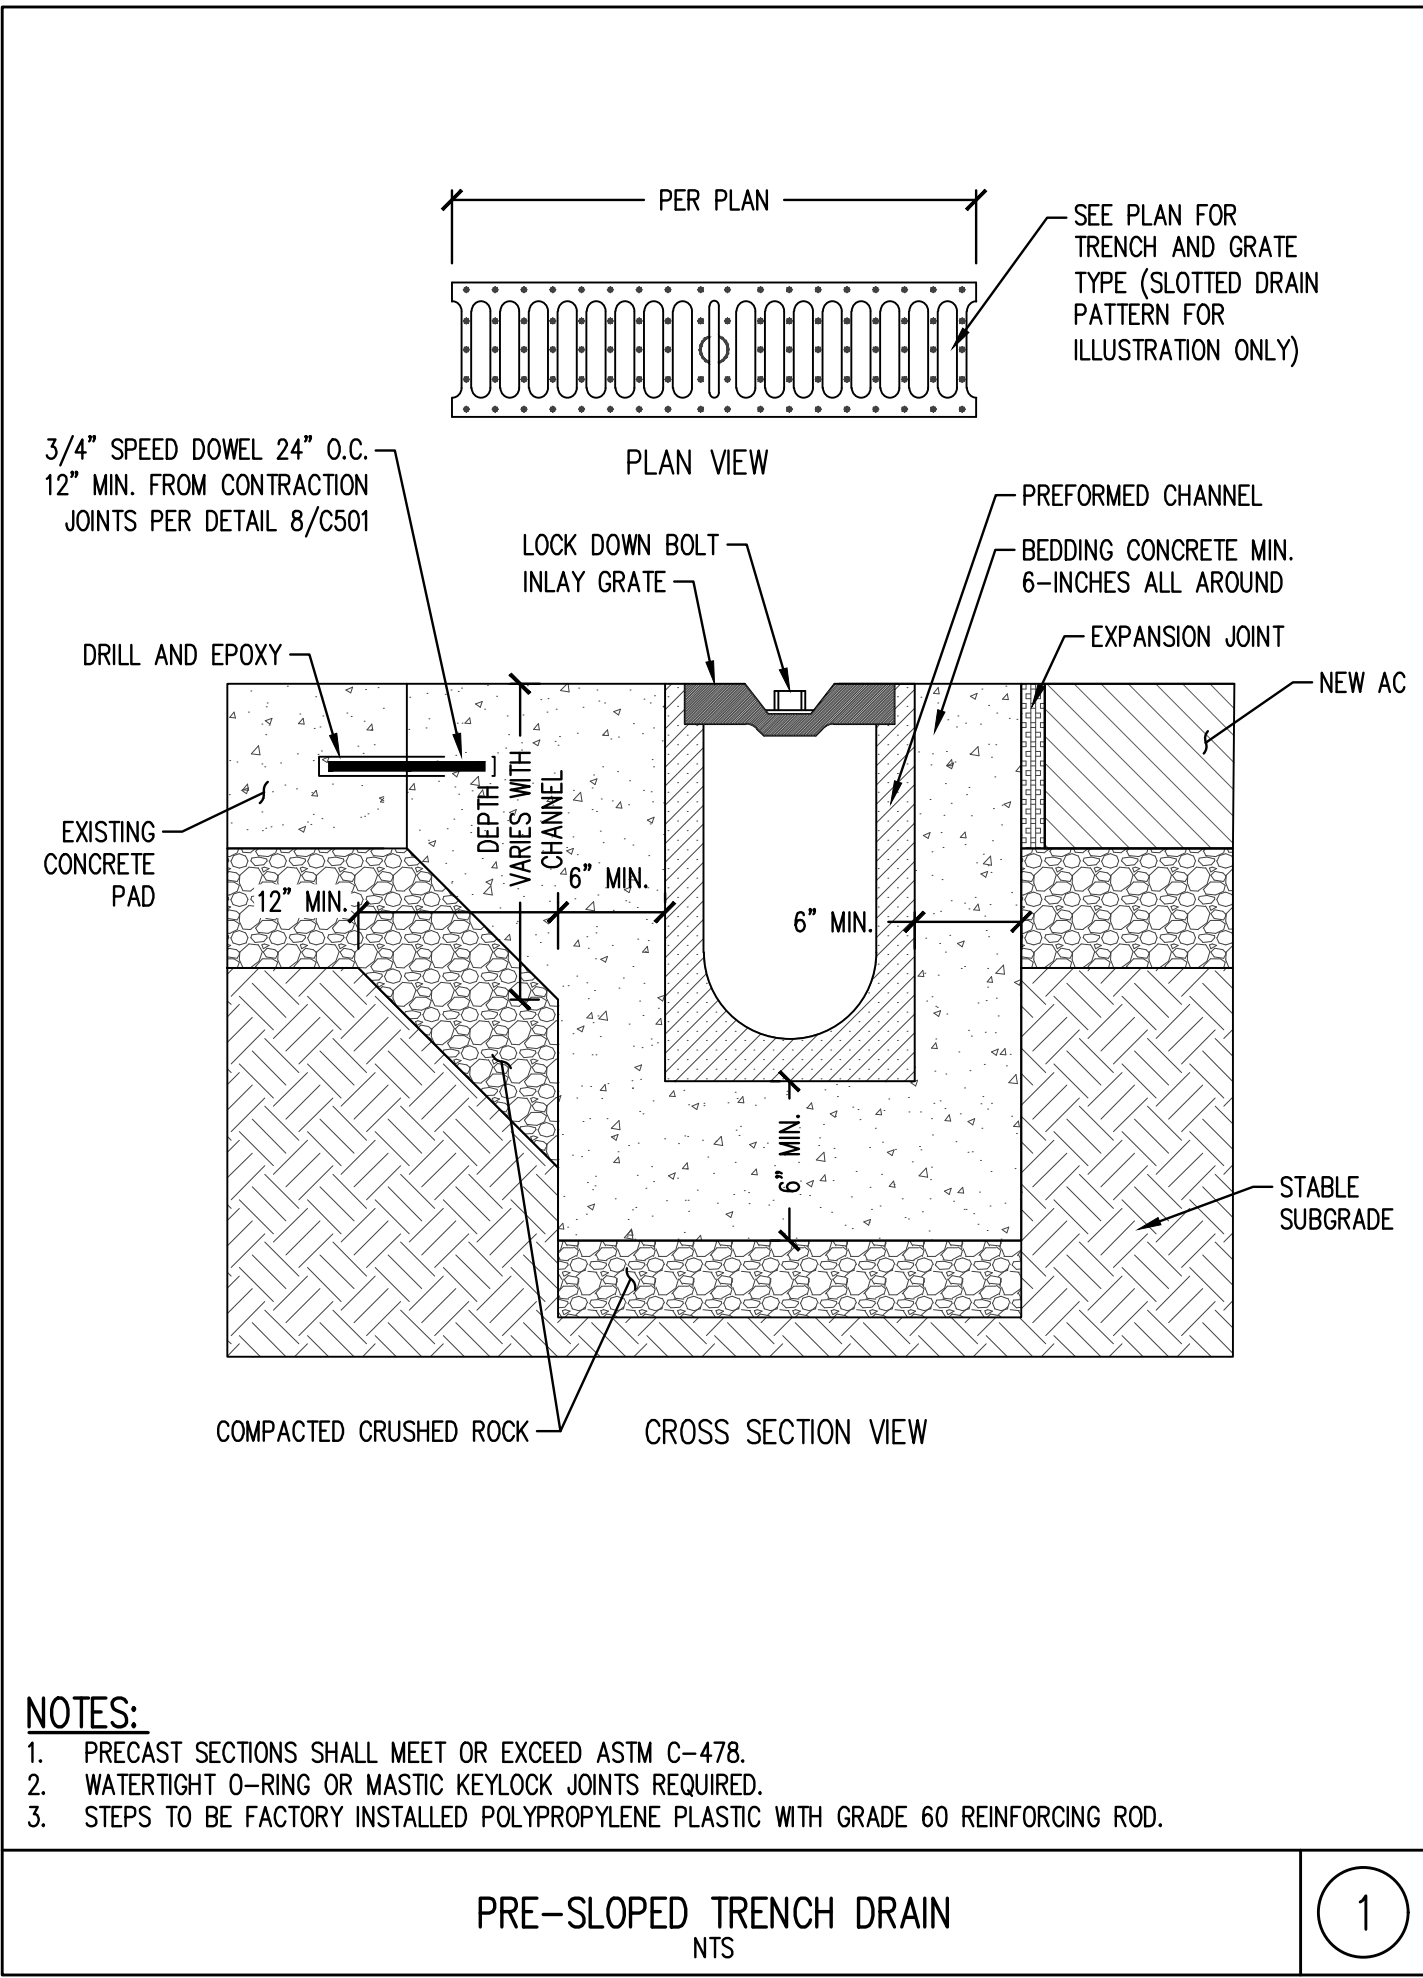 PER PLAN
SEE PLAN FOR
TRENCH AND GRATE
TYPE (SLOTTED DRAIN
PATTERN FOR
ILLUSTRATION ONLY)
PLAN VIEW
3/4" SPEED DOWEL 24" O.C.
12" MIN. FROM CONTRACTION
JOINTS PER DETAIL 8/C501
PREFORMED CHANNEL
LOCK DOWN BOLT
INLAY GRATE
BEDDING CONCRETE MIN.
6-INCHES ALL AROUND
EXPANSION JOINT
DRILL AND EPOXY
NEW AC
DEPTH
VARIES WITH
CHANNEL
EXISTING
CONCRETE
PAD
12" MIN.
6" MIN.
6" MIN.
6" MIN.
STABLE
SUBGRADE
COMPACTED CRUSHED ROCK
CROSS SECTION VIEW
NOTES:
1. PRECAST SECTIONS SHALL MEET OR EXCEED ASTM C-478.
2. WATERTIGHT O-RING OR MASTIC KEYLOCK JOINTS REQUIRED.
3. STEPS TO BE FACTORY INSTALLED POLYPROPYLENE PLASTIC WITH GRADE 60 REINFORCING ROD.
PRE-SLOPED TRENCH DRAIN
NTS
1